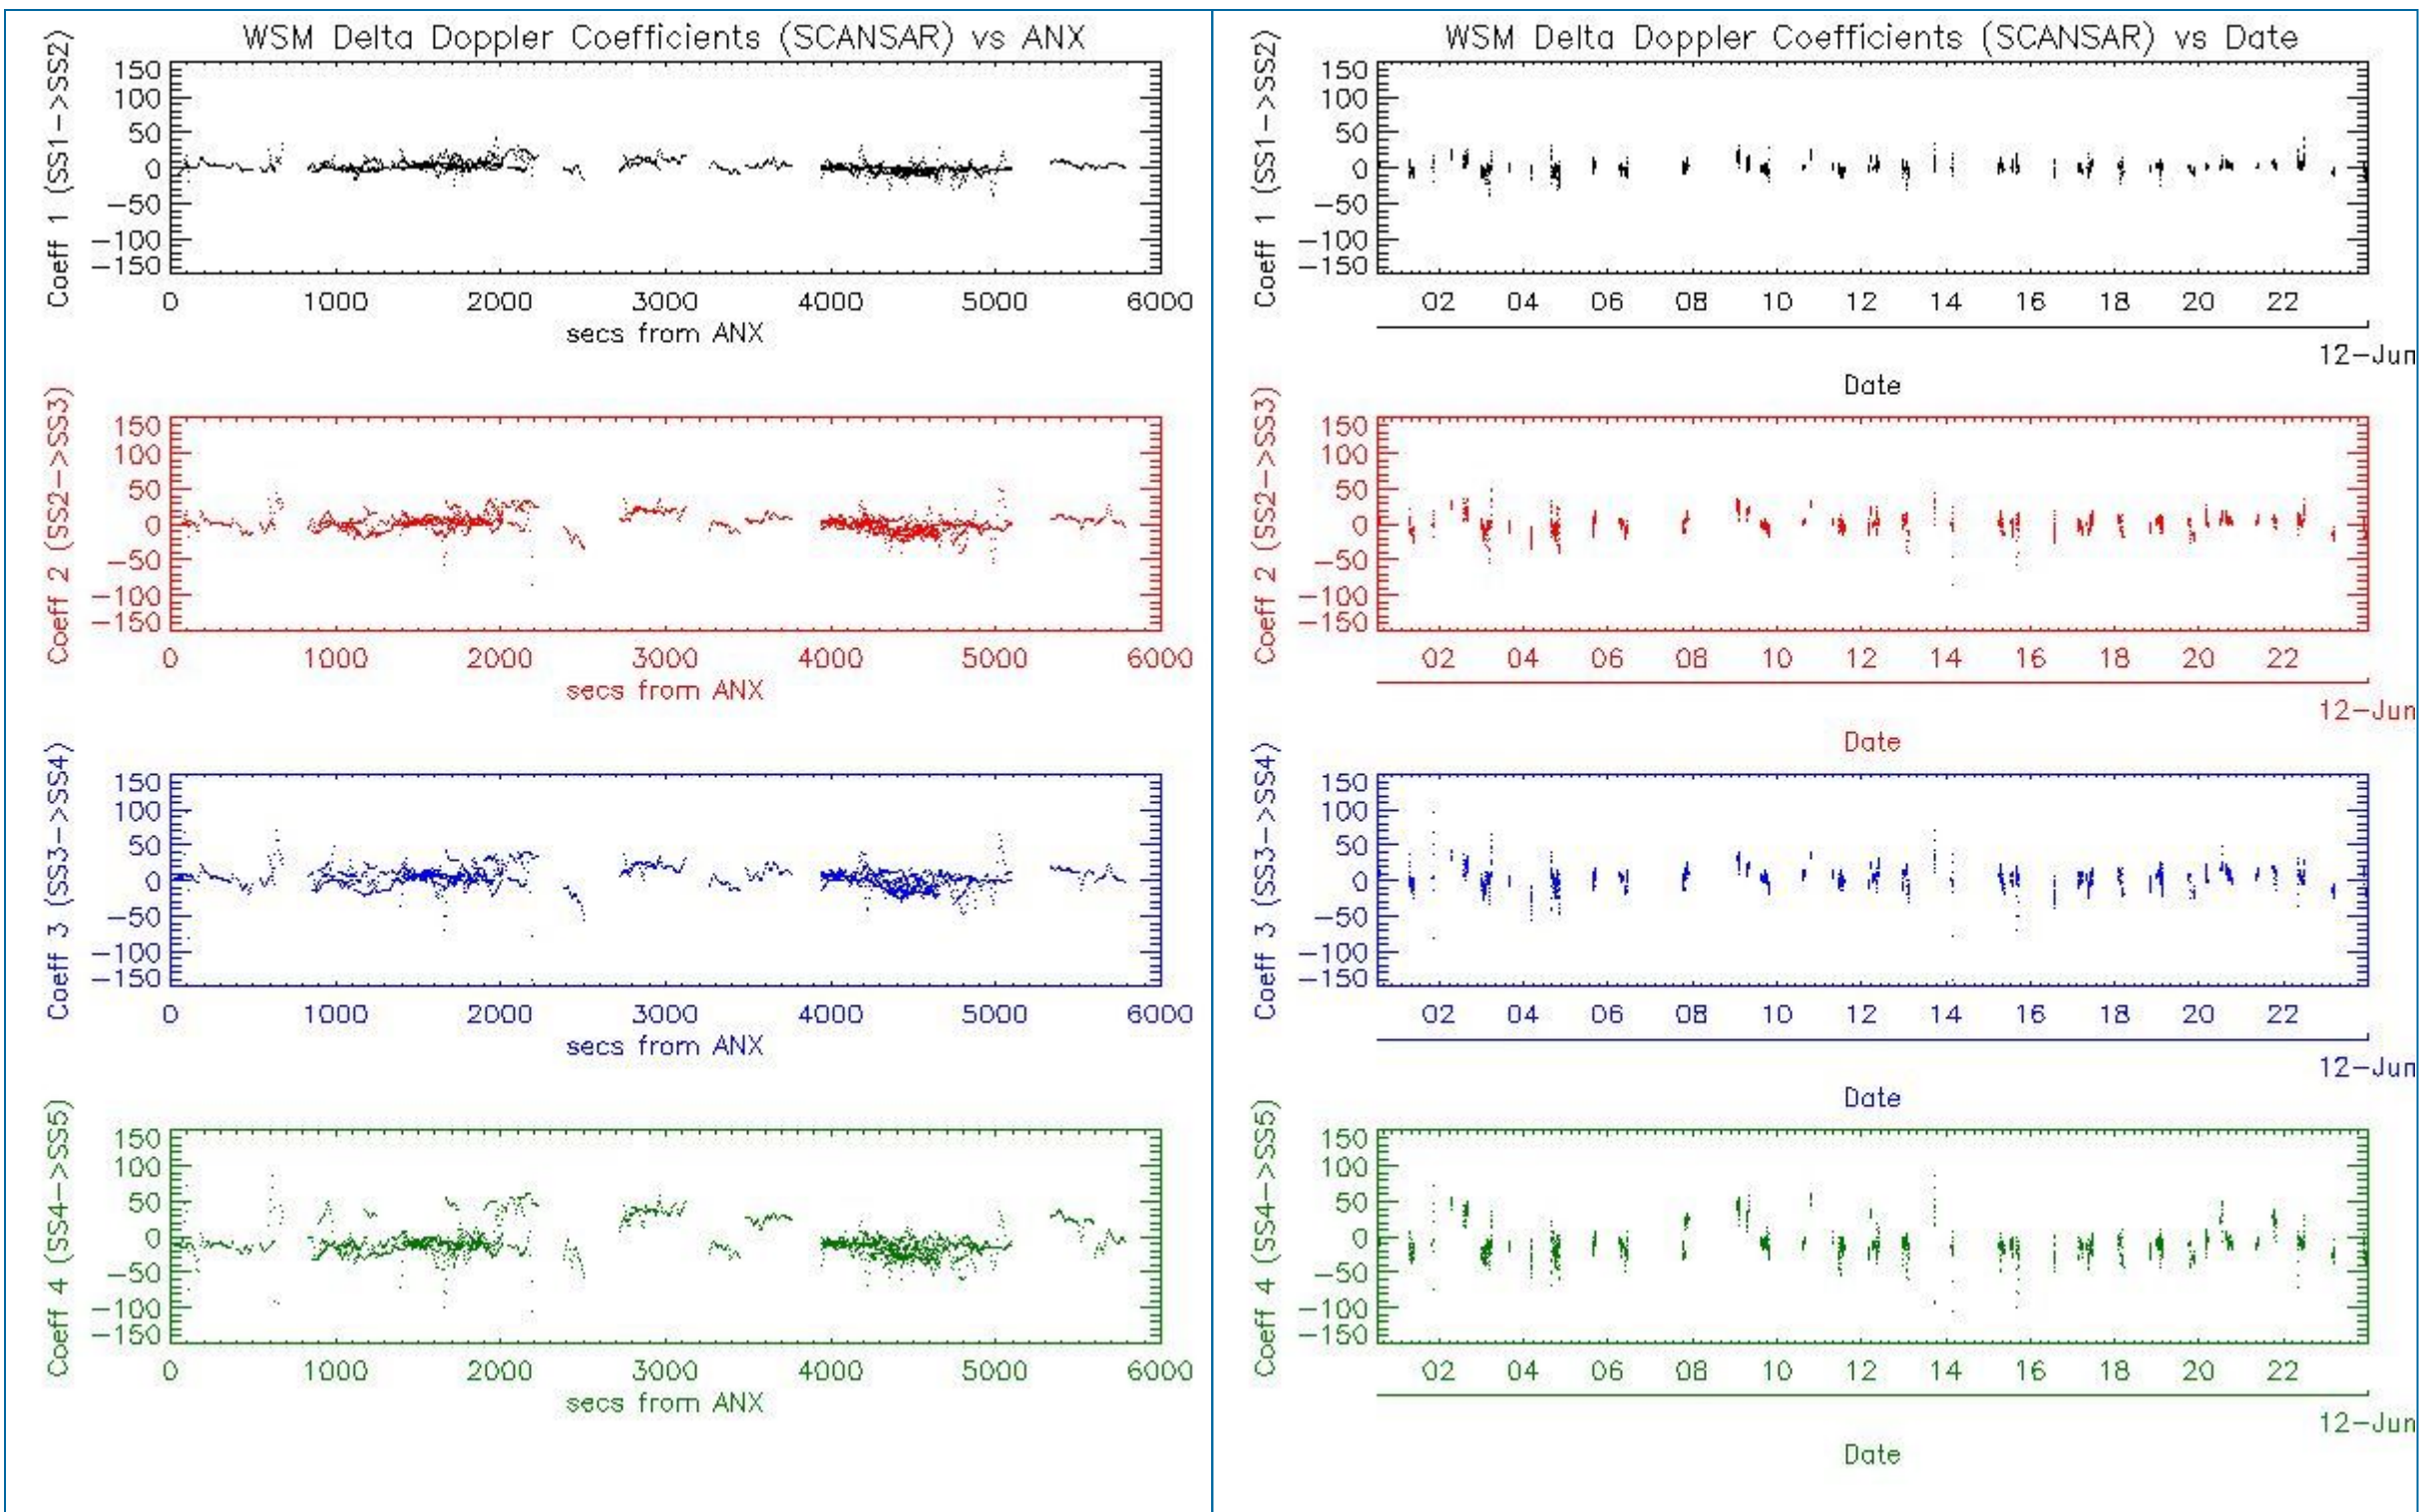 WSM Delta Doppler Coefficients (SCANSAR) vs ANX
Coeff 1 (SS1->SS2)
150
100
50
0
-50
-100
-150
0 1000 2000 3000 4000 5000 6000
secs from ANX
Coeff 2 (SS2->SS3)
150
100
50
0
-50
-100
-150
0 1000 2000 3000 4000 5000 6000
secs from ANX
Coeff 3 (SS3->SS4)
150
100
50
0
-50
-100
-150
0 1000 2000 3000 4000 5000 6000
secs from ANX
Coeff 4 (SS4->SS5)
150
100
50
0
-50
-100
-150
0 1000 2000 3000 4000 5000 6000
secs from ANX
WSM Delta Doppler Coefficients (SCANSAR) vs Date
Coeff 1 (SS1->SS2)
150
100
50
0
-50
-100
-150
02 04 06 08 10 12 14 16 18 20 22
12-Jun
Date
Coeff 2 (SS2->SS3)
150
100
50
0
-50
-100
-150
02 04 06 08 10 12 14 16 18 20 22
12-Jun
Date
Coeff 3 (SS3->SS4)
150
100
50
0
-50
-100
-150
02 04 06 08 10 12 14 16 18 20 22
12-Jun
Date
Coeff 4 (SS4->SS5)
150
100
50
0
-50
-100
-150
02 04 06 08 10 12 14 16 18 20 22
12-Jun
Date